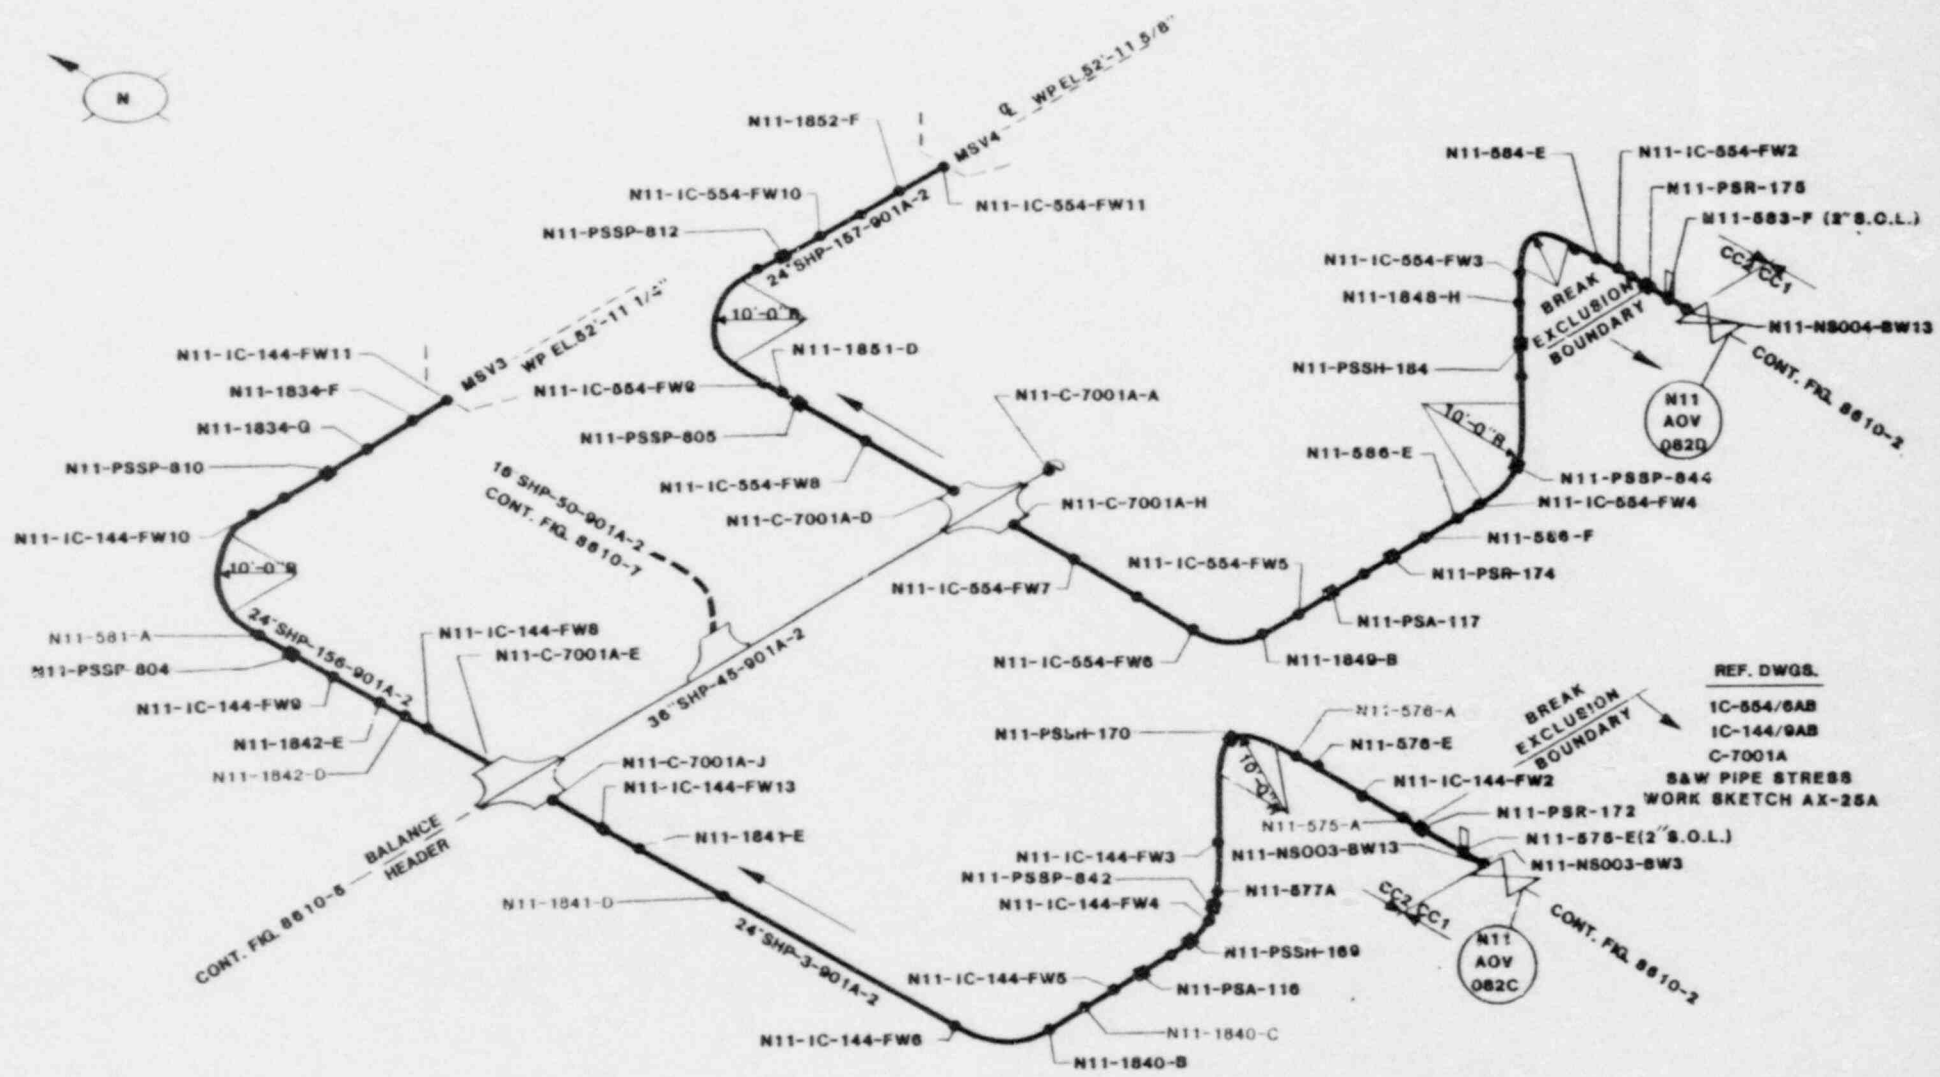 N
WP EL.52'-11 5/8"
℄
MSV4
N11-1852-F
N11-IC-554-FW10
N11-IC-554-FW11
N11-PSSP-812
24"SHP-157-901A-2
10'-0"R
N11-1851-D
N11-IC-554-FW9
N11-PSSP-805
N11-IC-554-FW8
N11-C-7001A-D
N11-C-7001A-A
N11-C-7001A-H
N11-IC-554-FW7
N11-IC-554-FW6
N11-IC-554-FW5
N11-1849-B
N11-PSA-117
N11-PSR-174
N11-586-F
N11-IC-554-FW4
N11-PSSP-844
N11-586-E
10'-0"R
N11-PSSH-184
N11-1848-H
N11-IC-554-FW3
N11-584-E
N11-IC-554-FW2
N11-PSR-175
N11-583-F (2"S.O.L.)
CC2/CC1
BREAK
EXCLUSION
BOUNDARY
N11-NS004-BW13
CONT. FIG. 8610-2
N11
AOV
082D
WP EL.52'-11 1/4"
MSV3
N11-IC-144-FW11
N11-1834-F
N11-1834-G
N11-PSSP-810
N11-IC-144-FW10
10'-0"R
24"SHP-156-901A-2
N11-581-A
N11-PSSP-804
N11-IC-144-FW9
N11-1842-E
N11-1842-D
N11-IC-144-FW8
N11-C-7001A-E
16"SHP-50-901A-2
CONT. FIG. 8610-7
36"SHP-45-901A-2
BALANCE
HEADER
CONT. FIG. 8610-5
N11-C-7001A-J
N11-IC-144-FW13
N11-1841-E
N11-1841-D
24"SHP-3-901A-2
N11-IC-144-FW6
N11-1840-B
N11-1840-C
N11-IC-144-FW5
N11-PSA-116
N11-PSSH-169
N11-IC-144-FW4
N11-PSSP-842
N11-577A
N11-IC-144-FW3
N11-PSSH-170
10'-0"R
N11-576-A
N11-576-E
N11-IC-144-FW2
N11-PSR-172
N11-575-A
N11-575-E(2"S.O.L.)
N11-NS003-BW13
N11-NS003-BW3
CC2/CC1
BREAK
EXCLUSION
BOUNDARY
N11
AOV
082C
CONT. FIG. 8610-2
REF. DWGS.
IC-554/6AB
IC-144/9AB
C-7001A
S&W PIPE STRESS
WORK SKETCH AX-25A